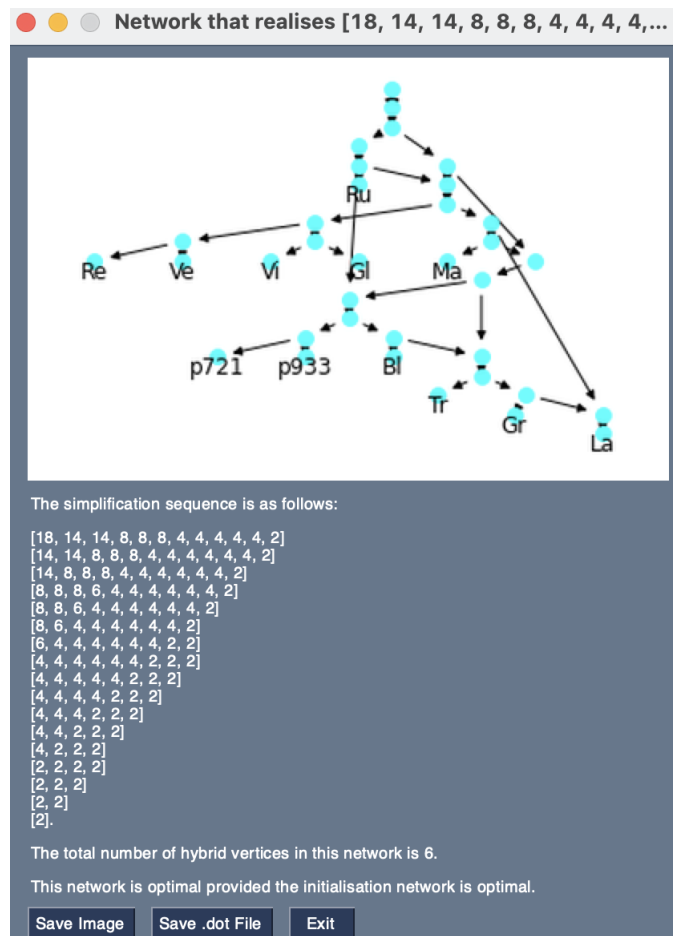 Network that realises [18, 14, 14, 8, 8, 8, 4, 4, 4, 4,...
Ru
Re
Ve
Vi
Gl
Ma
p721
p933
Bl
Tr
Gr
La
The simplification sequence is as follows:
[18, 14, 14, 8, 8, 8, 4, 4, 4, 4, 4, 2]
[14, 14, 8, 8, 8, 4, 4, 4, 4, 4, 4, 2]
[14, 8, 8, 8, 4, 4, 4, 4, 4, 4, 2]
[8, 8, 8, 6, 4, 4, 4, 4, 4, 4, 2]
[8, 8, 6, 4, 4, 4, 4, 4, 4, 2]
[8, 6, 4, 4, 4, 4, 4, 4, 2]
[6, 4, 4, 4, 4, 4, 4, 2, 2]
[4, 4, 4, 4, 4, 4, 2, 2, 2]
[4, 4, 4, 4, 4, 2, 2, 2]
[4, 4, 4, 4, 2, 2, 2]
[4, 4, 4, 2, 2, 2]
[4, 4, 2, 2, 2]
[4, 2, 2, 2]
[2, 2, 2, 2]
[2, 2, 2]
[2, 2]
[2].
The total number of hybrid vertices in this network is 6.
This network is optimal provided the initialisation network is optimal.
Save Image
Save .dot File
Exit